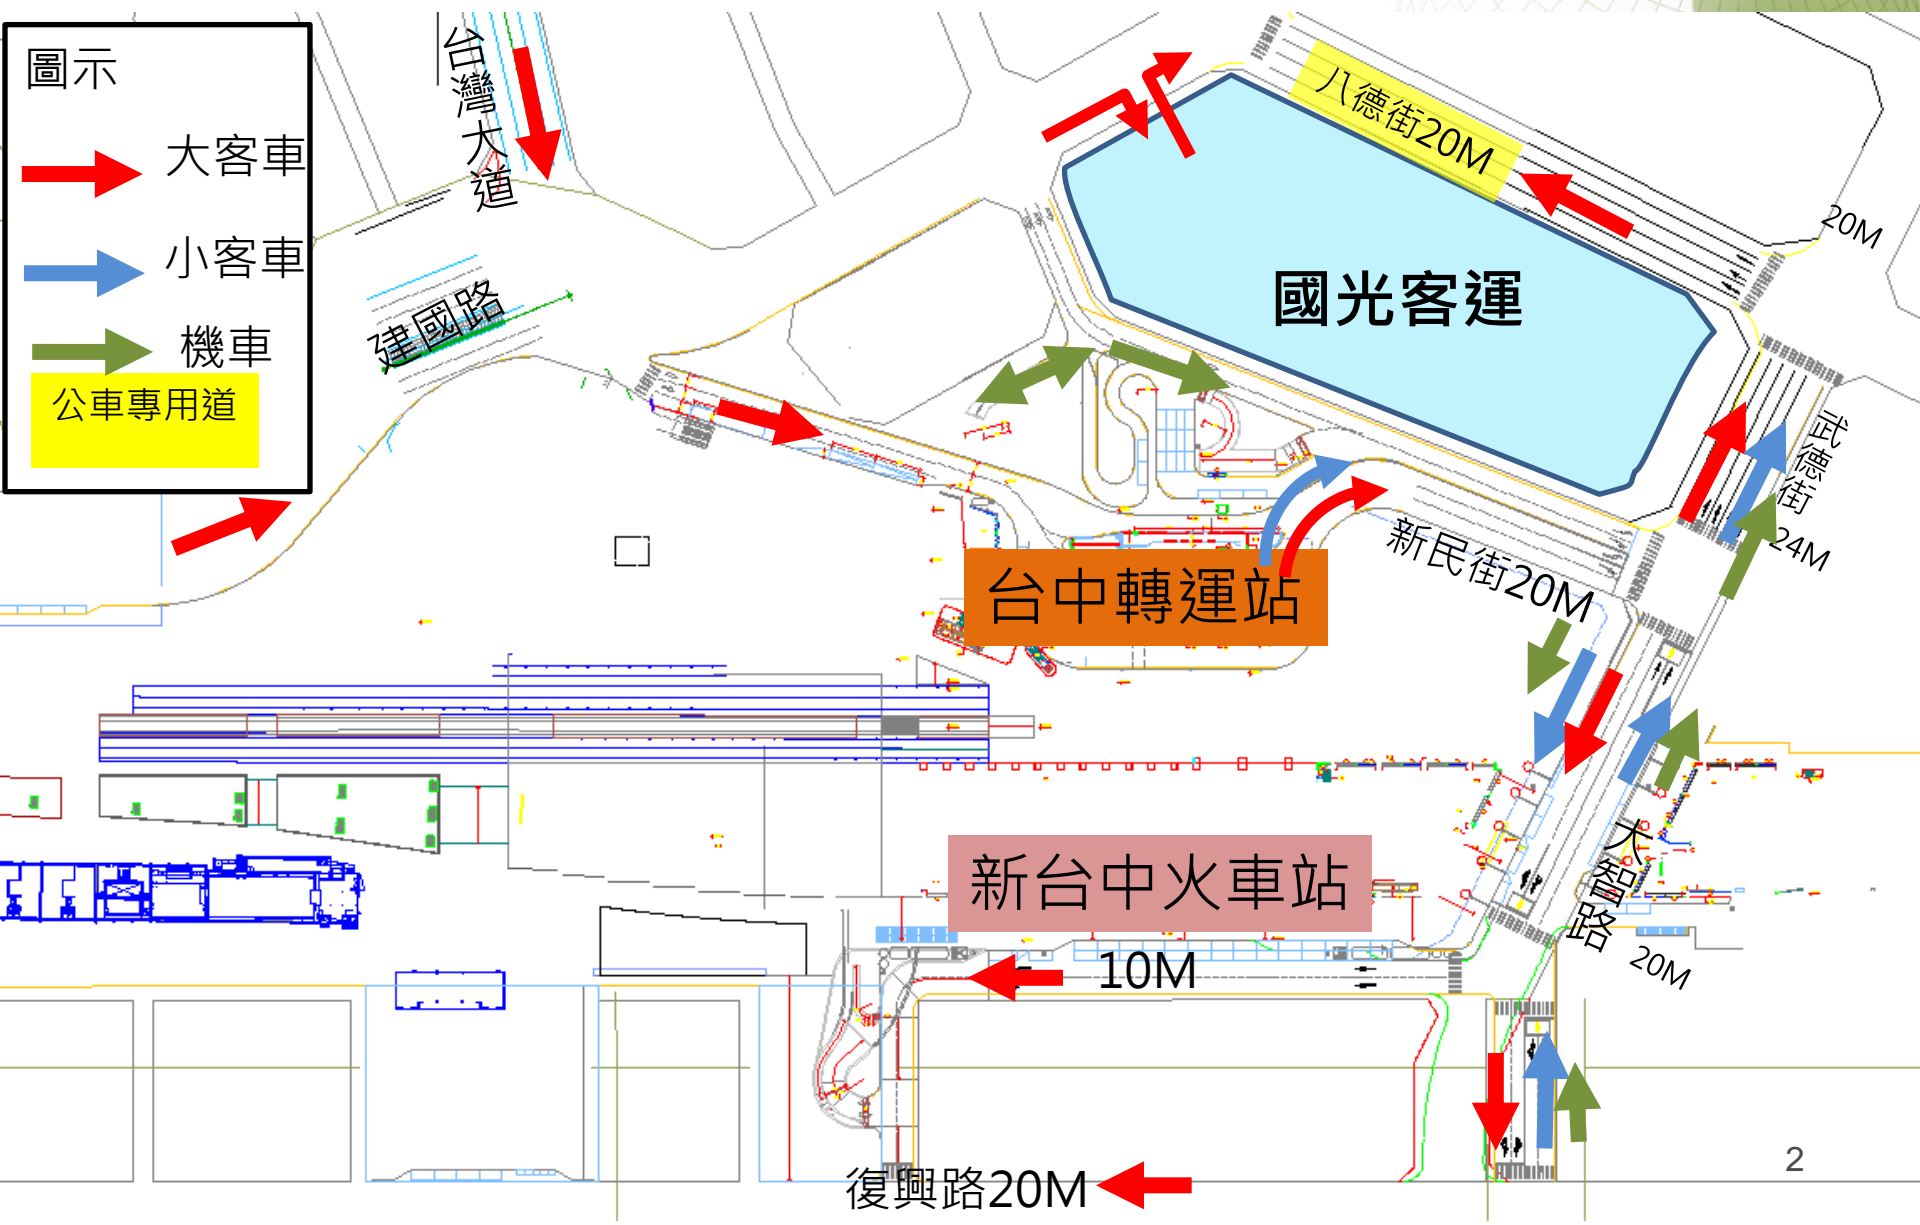 圖示
大客車
小客車
機車
公車專用道
台灣大道
建國路
八德街20M
20M
國光客運
武德街
24M
新民街20M
台中轉運站
新台中火車站
大智路
20M
10M
復興路20M
2